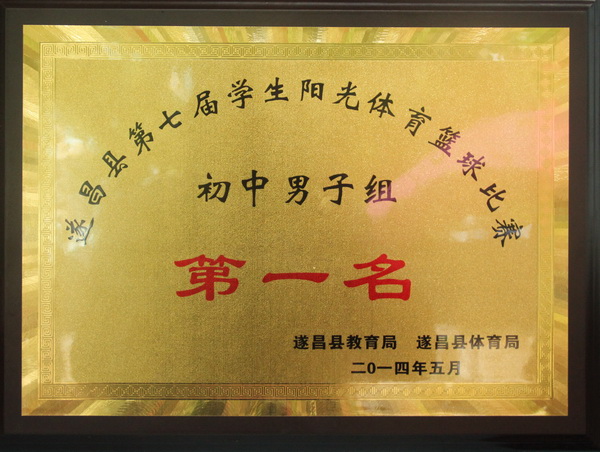 遂昌县第七届学生阳光体育篮球比赛
初中男子组
第一名
遂昌县教育局 遂昌县体育局
二0一四年五月